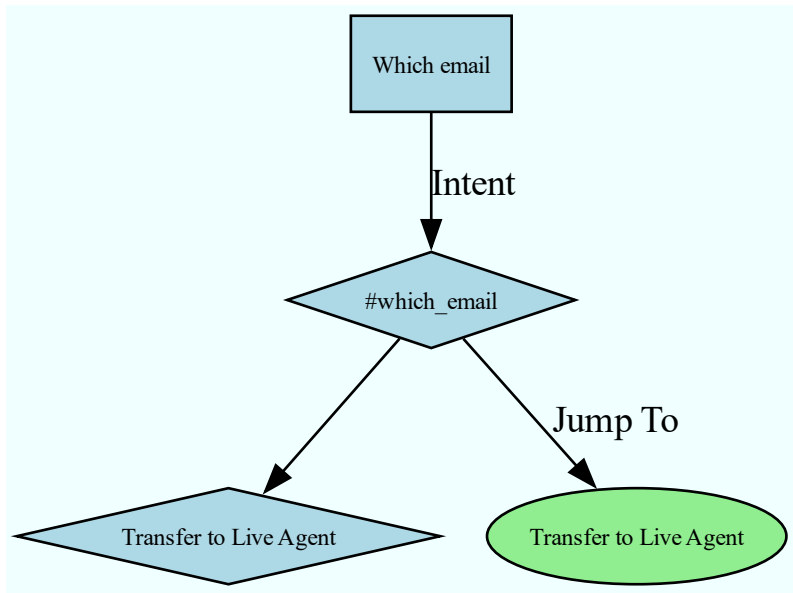 Which email
Intent
#which_email
Jump To
Transfer to Live Agent
Transfer to Live Agent